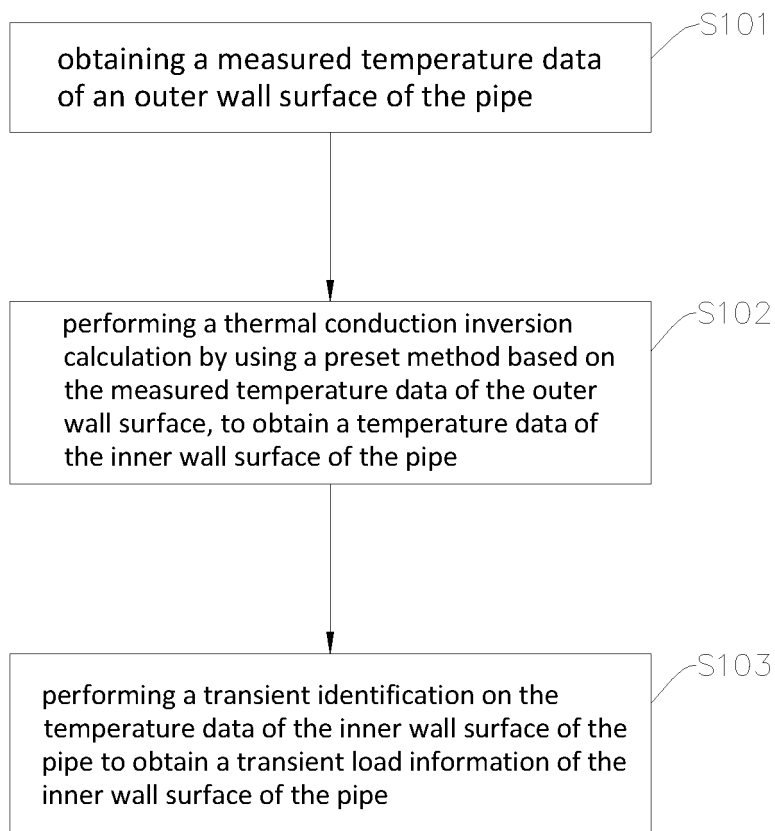 S101
obtaining a measured temperature data
of an outer wall surface of the pipe
S102
performing a thermal conduction inversion
calculation by using a preset method based on
the measured temperature data of the outer
wall surface, to obtain a temperature data of
the inner wall surface of the pipe
S103
performing a transient identification on the
temperature data of the inner wall surface of the
pipe to obtain a transient load information of the
inner wall surface of the pipe